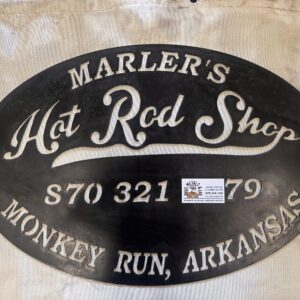 MARLER'S
Hot Rod Shop
870 321 79
MONKEY RUN, ARKANSAS